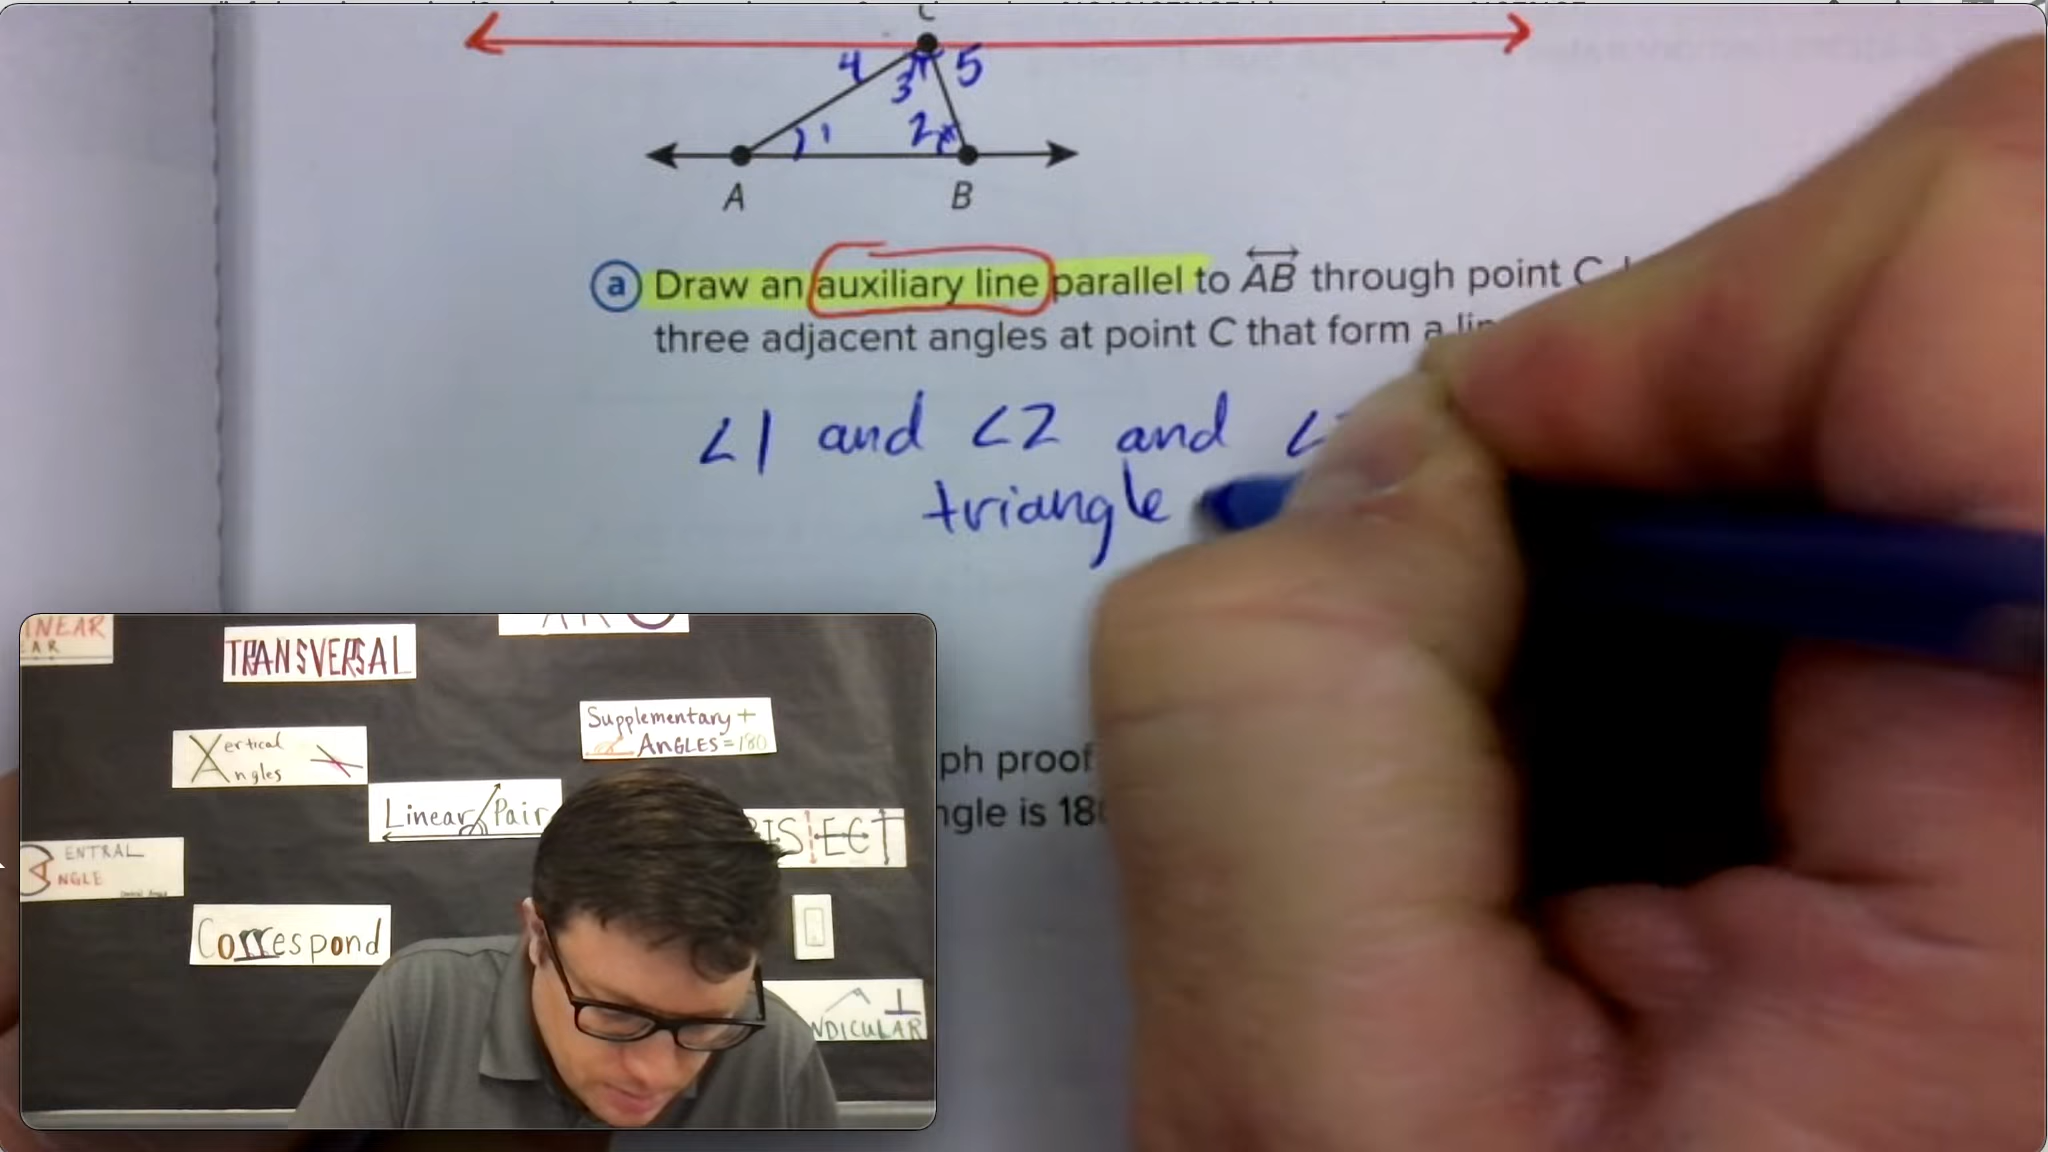 4 3 5
1 2
A B
a Draw an auxiliary line parallel to AB through point C
three adjacent angles at point C that form a
∠1 and ∠2 and
triangle
ph proof
ngle is 18
TRANSVERSAL
Supplementary +
ANGLES = 180
Vertical
Angles
Linear Pair
ENTRAL
NGLE
Correspond
NDICULAR